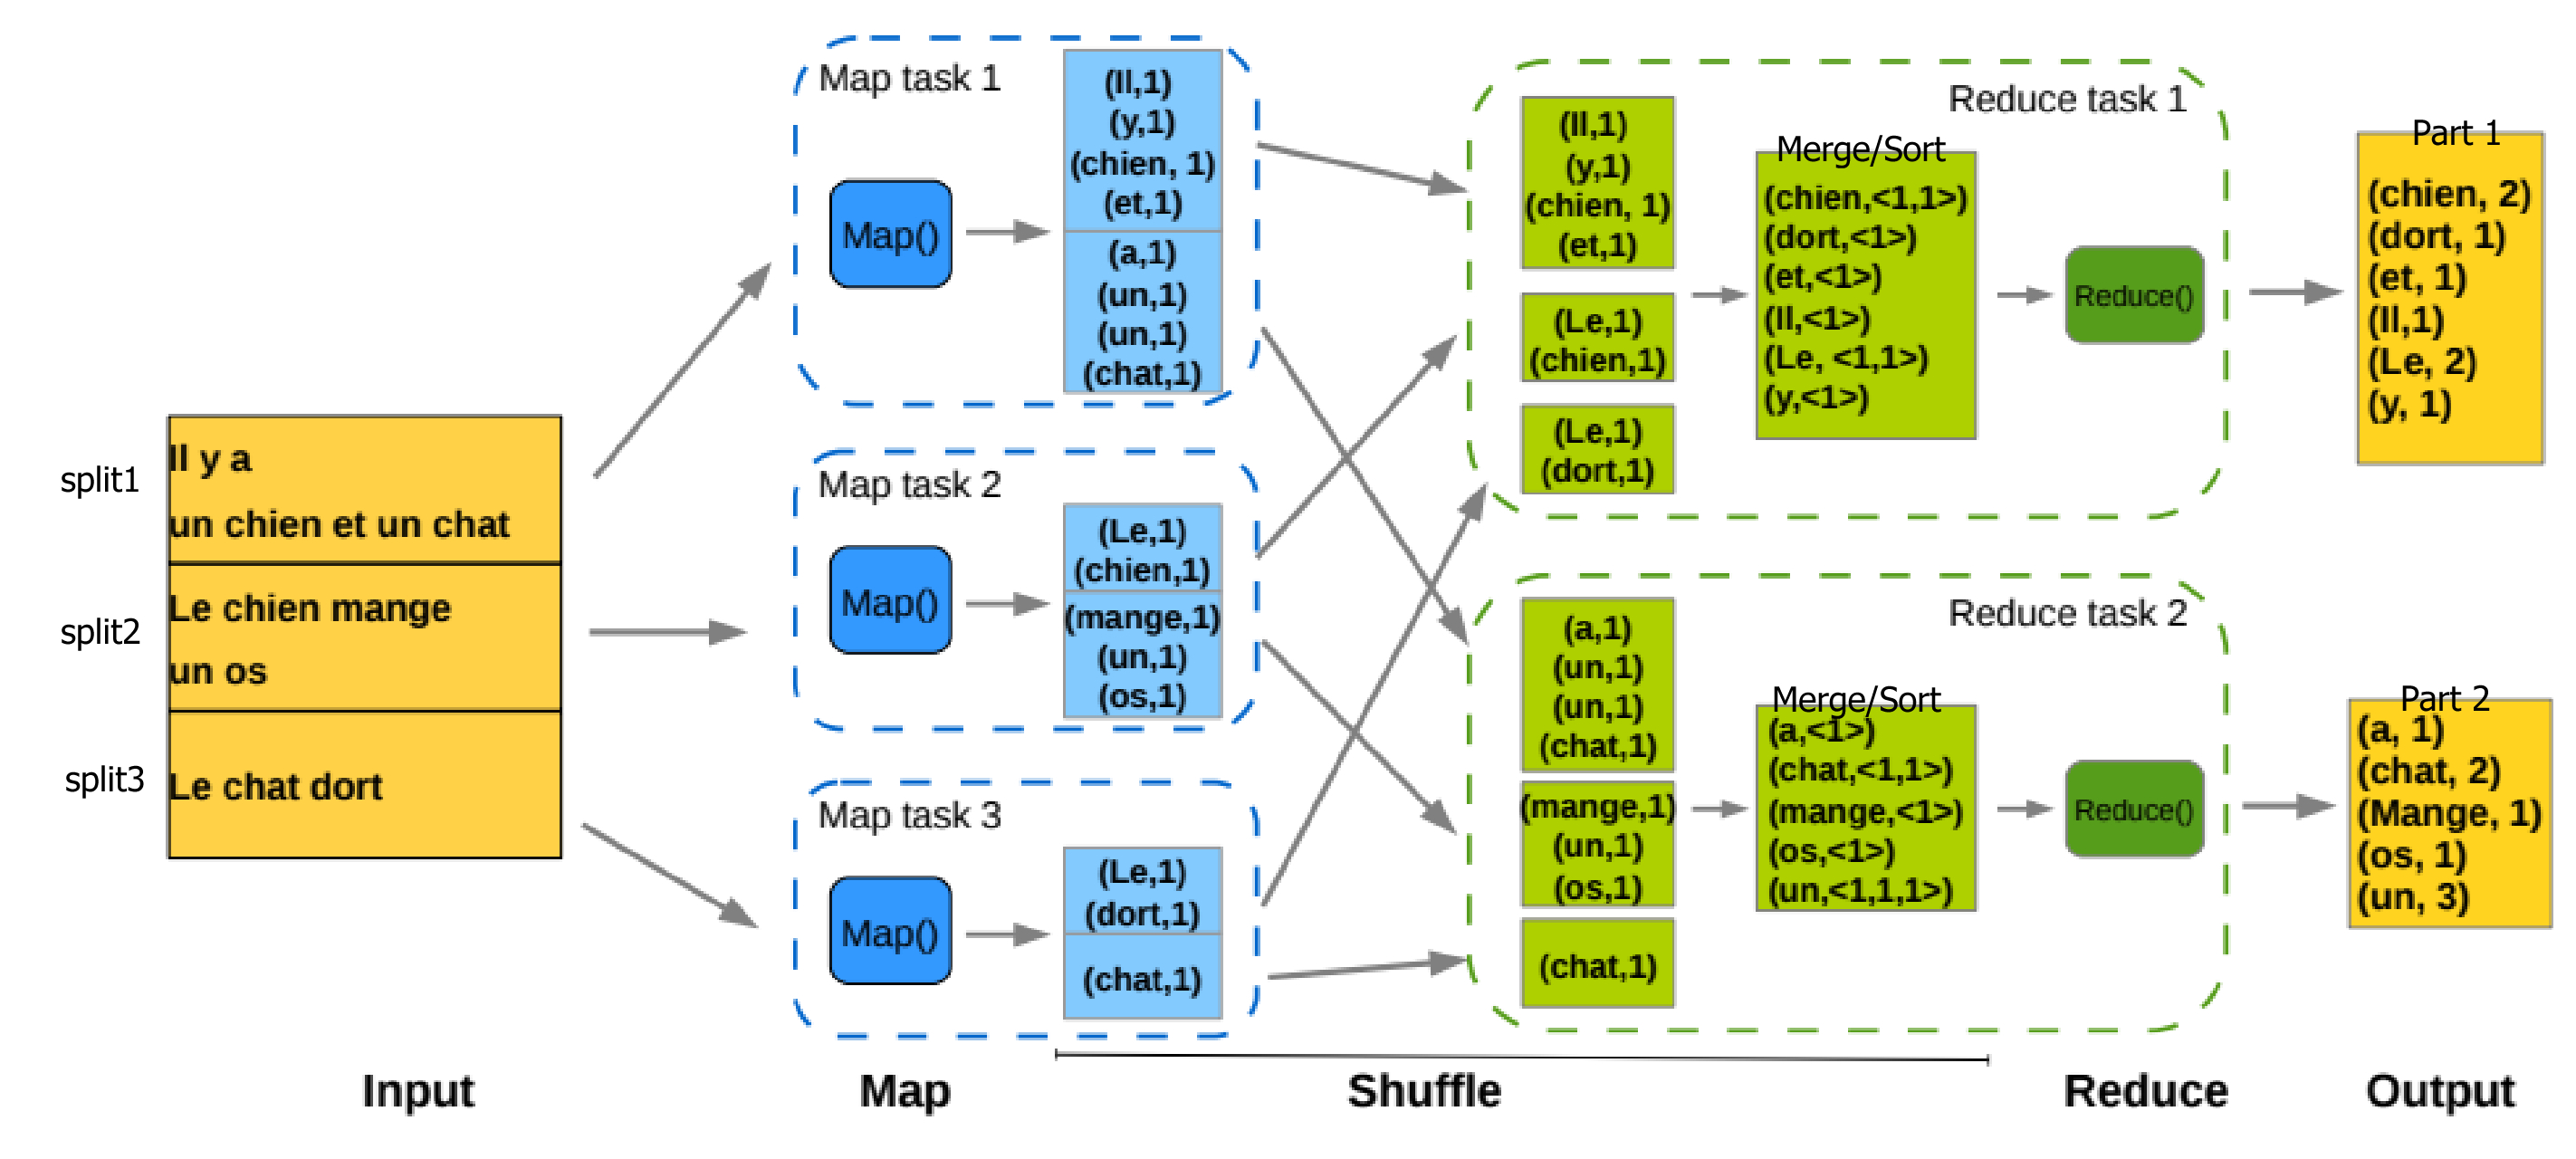 split1
Il y a
un chien et un chat
split2
Le chien mange
un os
split3
Le chat dort
Map task 1
Map()
(Il,1)
(y,1)
(chien, 1)
(et,1)
(a,1)
(un,1)
(un,1)
(chat,1)
Map task 2
Map()
(Le,1)
(chien,1)
(mange,1)
(un,1)
(os,1)
Map task 3
Map()
(Le,1)
(dort,1)
(chat,1)
Reduce task 1
(Il,1)
(y,1)
(chien, 1)
(et,1)
(Le,1)
(chien,1)
(Le,1)
(dort,1)
Merge/Sort
(chien,<1,1>)
(dort,<1>)
(et,<1>)
(Il,<1>)
(Le, <1,1>)
(y,<1>)
Reduce()
Part 1
(chien, 2)
(dort, 1)
(et, 1)
(Il,1)
(Le, 2)
(y, 1)
Reduce task 2
(a,1)
(un,1)
(un,1)
(chat,1)
(mange,1)
(un,1)
(os,1)
(chat,1)
Merge/Sort
(a,<1>)
(chat,<1,1>)
(mange,<1>)
(os,<1>)
(un,<1,1,1>)
Reduce()
Part 2
(a, 1)
(chat, 2)
(Mange, 1)
(os, 1)
(un, 3)
Input
Map
Shuffle
Reduce
Output